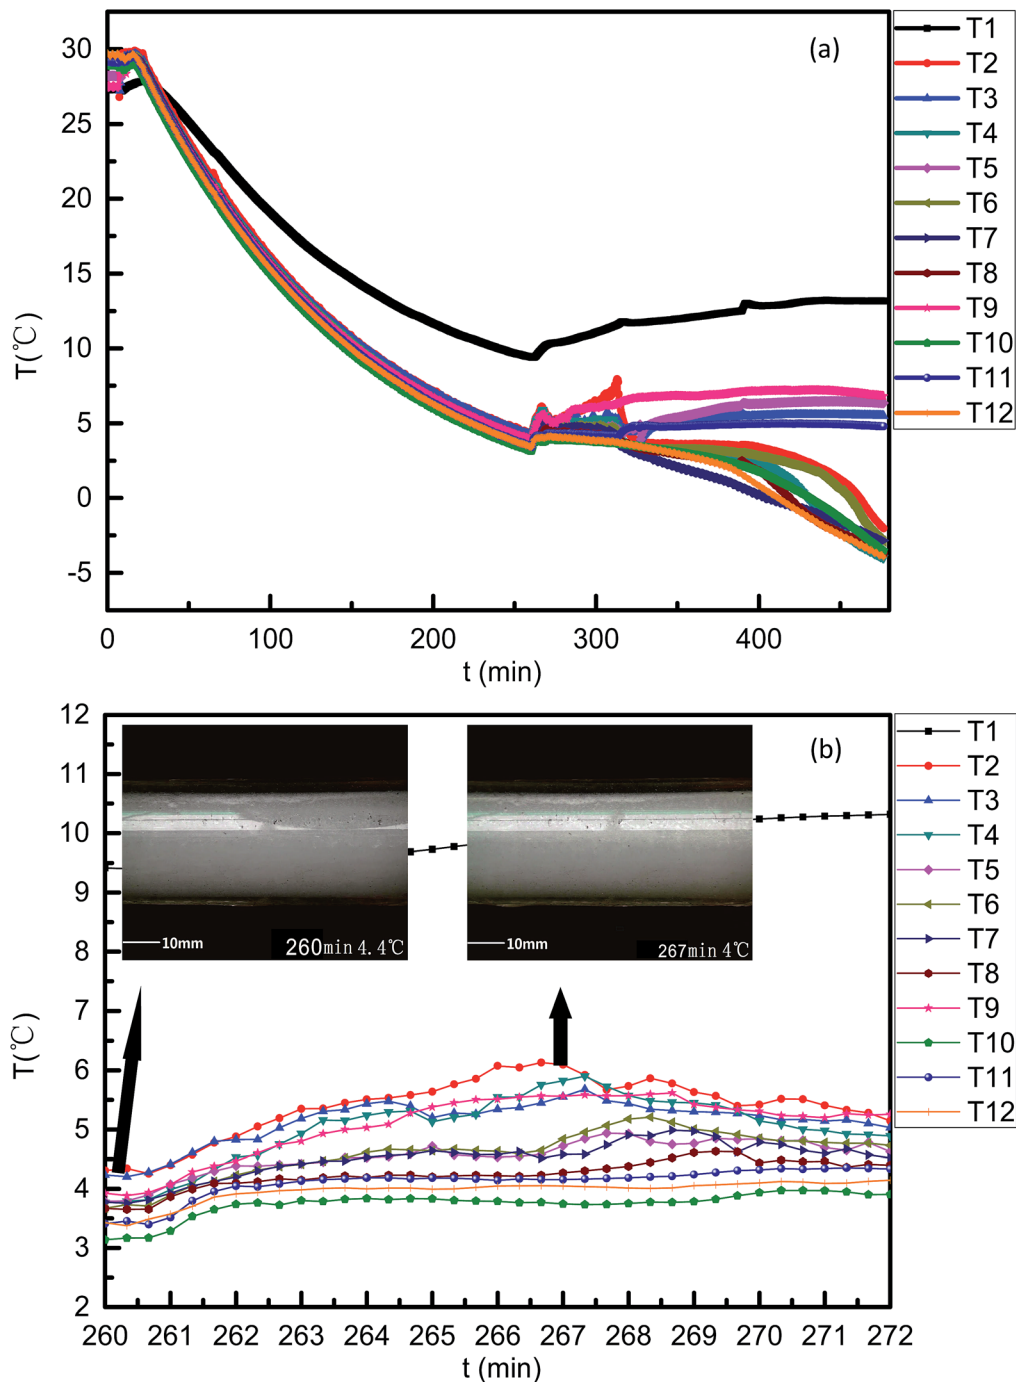 (a)
T(℃)
30
25
20
15
10
5
0
-5
0 100 200 300 400
t (min)
T1
T2
T3
T4
T5
T6
T7
T8
T9
T10
T11
T12
(b)
T(℃)
12
11
10
9
8
7
6
5
4
3
2
10mm
260min 4.4℃
10mm
267min 4℃
260 261 262 263 264 265 266 267 268 269 270 271 272
t (min)
T1
T2
T3
T4
T5
T6
T7
T8
T9
T10
T11
T12